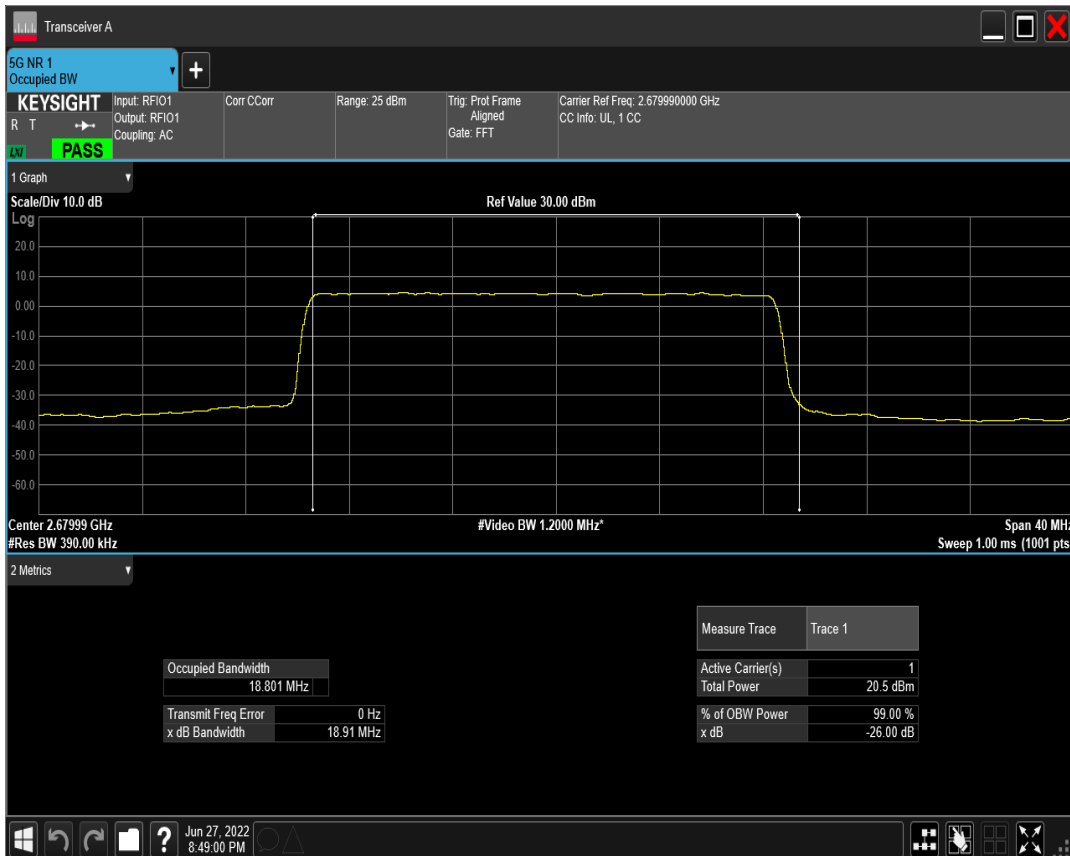 Transceiver A
5G NR 1
Occupied BW
KEYSIGHT
R T
LXI
PASS
Input: RFIO1
Output: RFIO1
Coupling: AC
Corr CCorr
Range: 25 dBm
Trig: Prot Frame
Aligned
Gate: FFT
Carrier Ref Freq: 2.679990000 GHz
CC Info: UL, 1 CC
1 Graph
Scale/Div 10.0 dB
Ref Value 30.00 dBm
Log
20.0
10.0
0.00
-10.0
-20.0
-30.0
-40.0
-50.0
-60.0
Center 2.67999 GHz
#Video BW 1.2000 MHz*
Span 40 MHz
#Res BW 390.00 kHz
Sweep 1.00 ms (1001 pts
2 Metrics
Measure Trace Trace 1
Occupied Bandwidth
18.801 MHz
Active Carrier(s) 1
Total Power 20.5 dBm
Transmit Freq Error 0 Hz
x dB Bandwidth 18.91 MHz
% of OBW Power 99.00 %
x dB -26.00 dB
?
Jun 27, 2022
8:49:00 PM